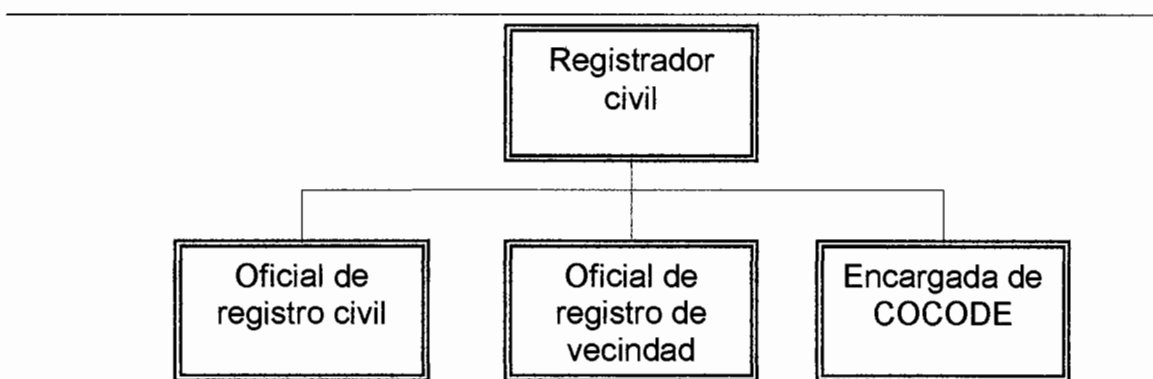 Registrador
civil
Oficial de
registro civil
Oficial de
registro de
vecindad
Encargada de
COCODE